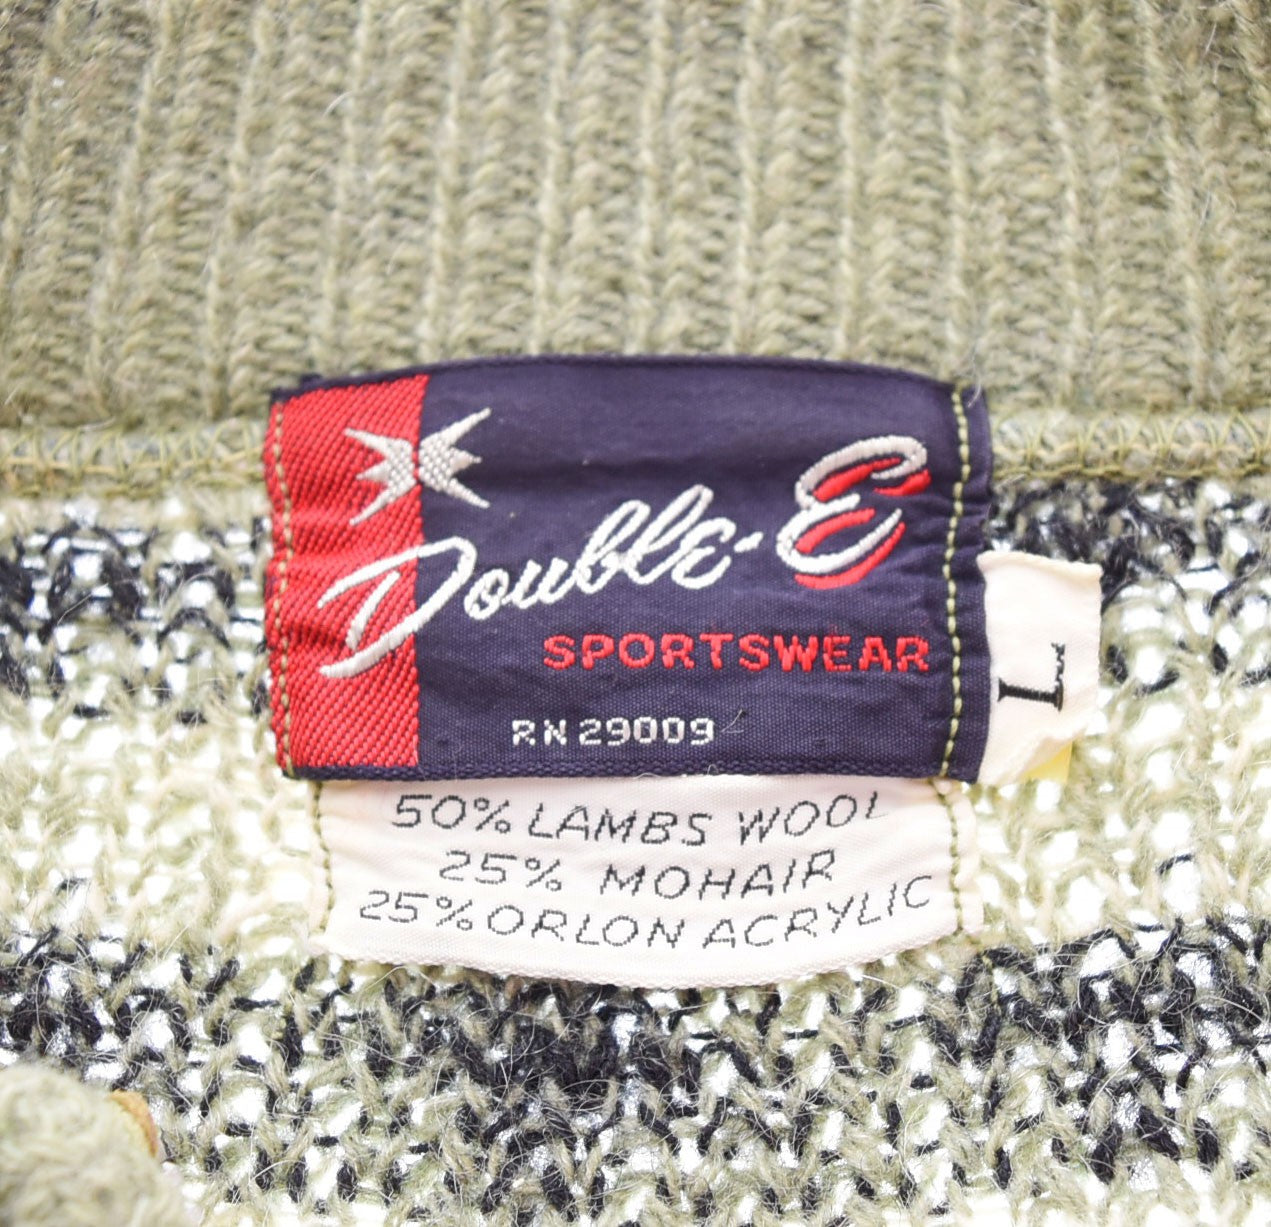 Double-E
SPORTSWEAR
RN 29009
L
50% LAMBS WOOL
25% MOHAIR
25% ORLON ACRYLIC